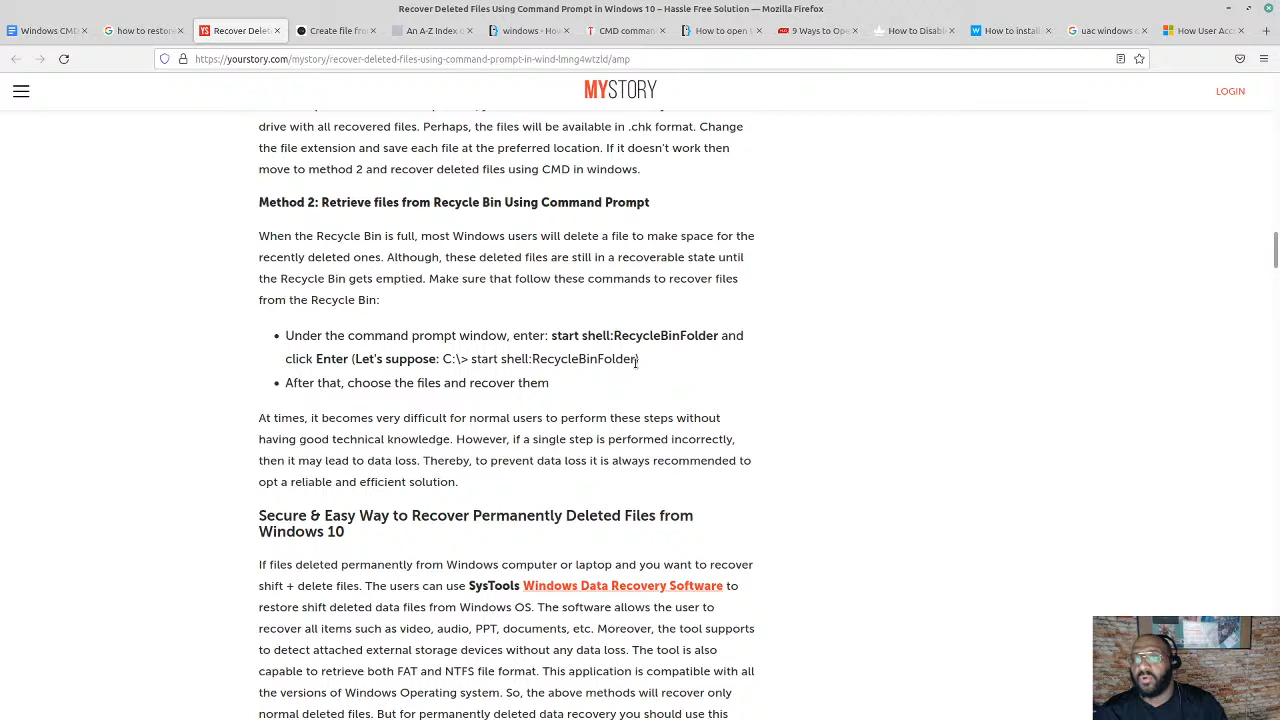 Recover Deleted Files Using Command Prompt in Windows 10 – Hassle Free Solution — Mozilla Firefox
Windows CMD
how to restore
Recover Dele
Create file fro
An A-Z Index
windows - Ho
CMD comman
How to open
9 Ways to Ope
How to Disabl
How to install
uac windows
How User Acc
https://yourstory.com/mystory/recover-deleted-files-using-command-prompt-in-wind-lmng4wtzld/amp
MYSTORY
LOGIN
drive with all recovered files. Perhaps, the files will be available in .chk format. Change
the file extension and save each file at the preferred location. If it doesn't work then
move to method 2 and recover deleted files using CMD in windows.
Method 2: Retrieve files from Recycle Bin Using Command Prompt
When the Recycle Bin is full, most Windows users will delete a file to make space for the
recently deleted ones. Although, these deleted files are still in a recoverable state until
the Recycle Bin gets emptied. Make sure that follow these commands to recover files
from the Recycle Bin:
• Under the command prompt window, enter: start shell:RecycleBinFolder and
click Enter (Let's suppose: C:\> start shell:RecycleBinFolder)
• After that, choose the files and recover them
At times, it becomes very difficult for normal users to perform these steps without
having good technical knowledge. However, if a single step is performed incorrectly,
then it may lead to data loss. Thereby, to prevent data loss it is always recommended to
opt a reliable and efficient solution.
Secure & Easy Way to Recover Permanently Deleted Files from
Windows 10
If files deleted permanently from Windows computer or laptop and you want to recover
shift + delete files. The users can use SysTools Windows Data Recovery Software to
restore shift deleted data files from Windows OS. The software allows the user to
recover all items such as video, audio, PPT, documents, etc. Moreover, the tool supports
to detect attached external storage devices without any data loss. The tool is also
capable to retrieve both FAT and NTFS file format. This application is compatible with all
the versions of Windows Operating system. So, the above methods will recover only
normal deleted files. But for permanently deleted data recovery you should use this